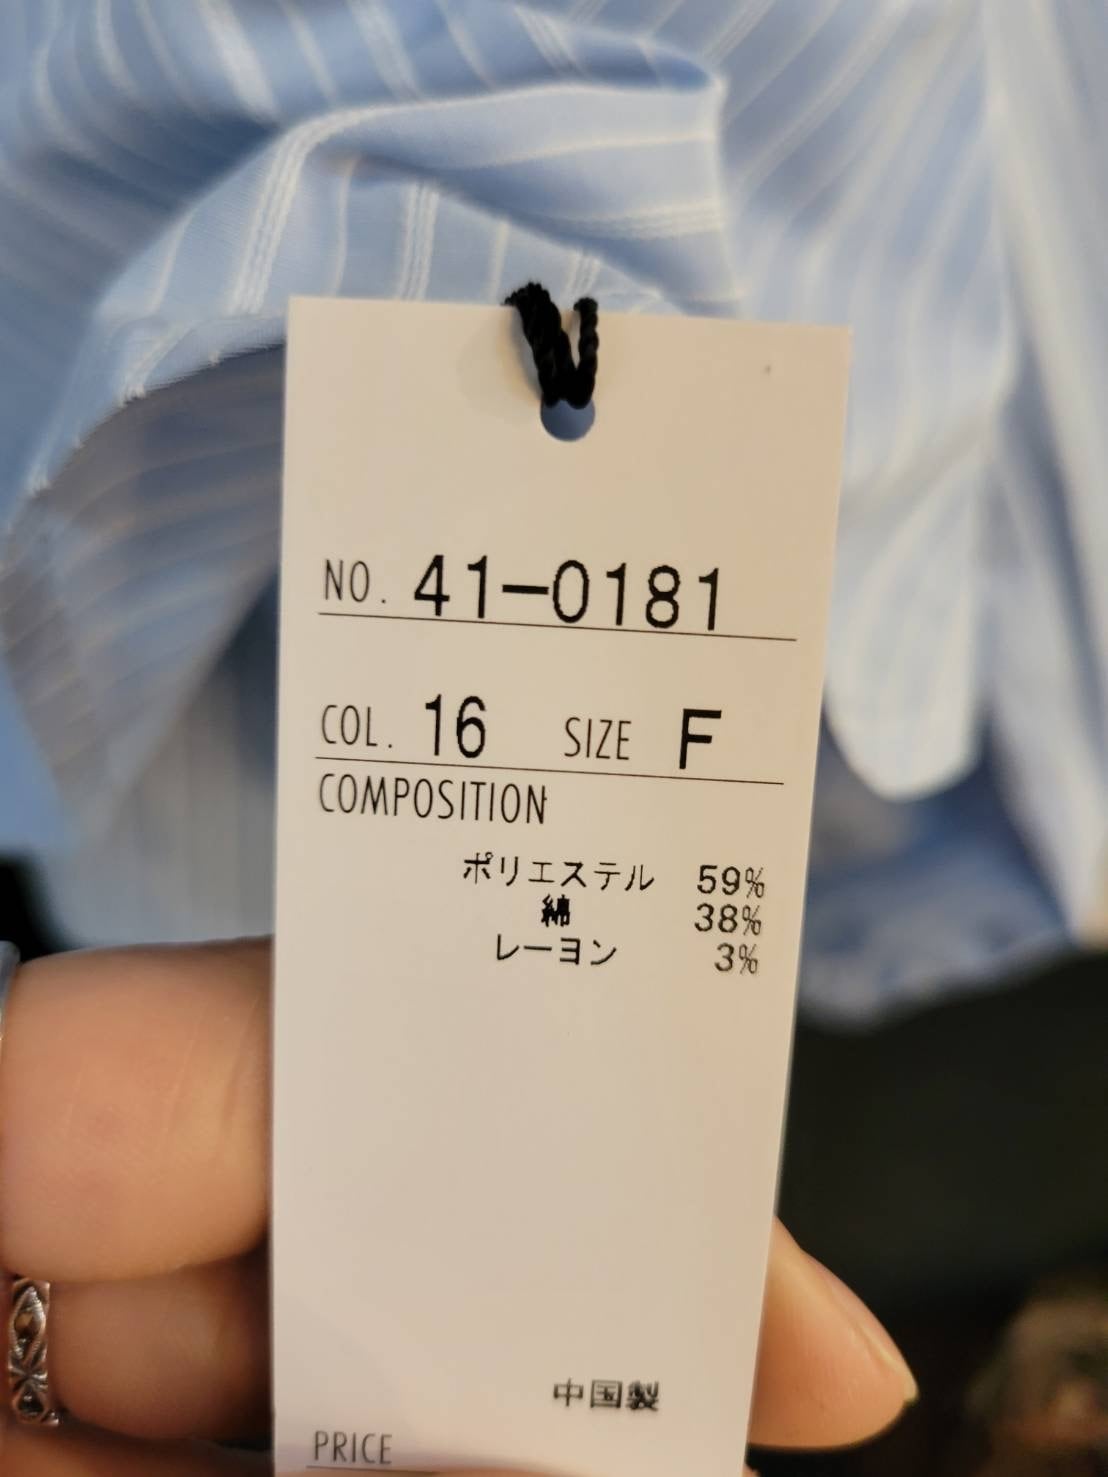 NO. 41-0181
COL. 16 SIZE F
COMPOSITION
ポリエステル 59%
綿 38%
レーヨン 3%
中国製
PRICE